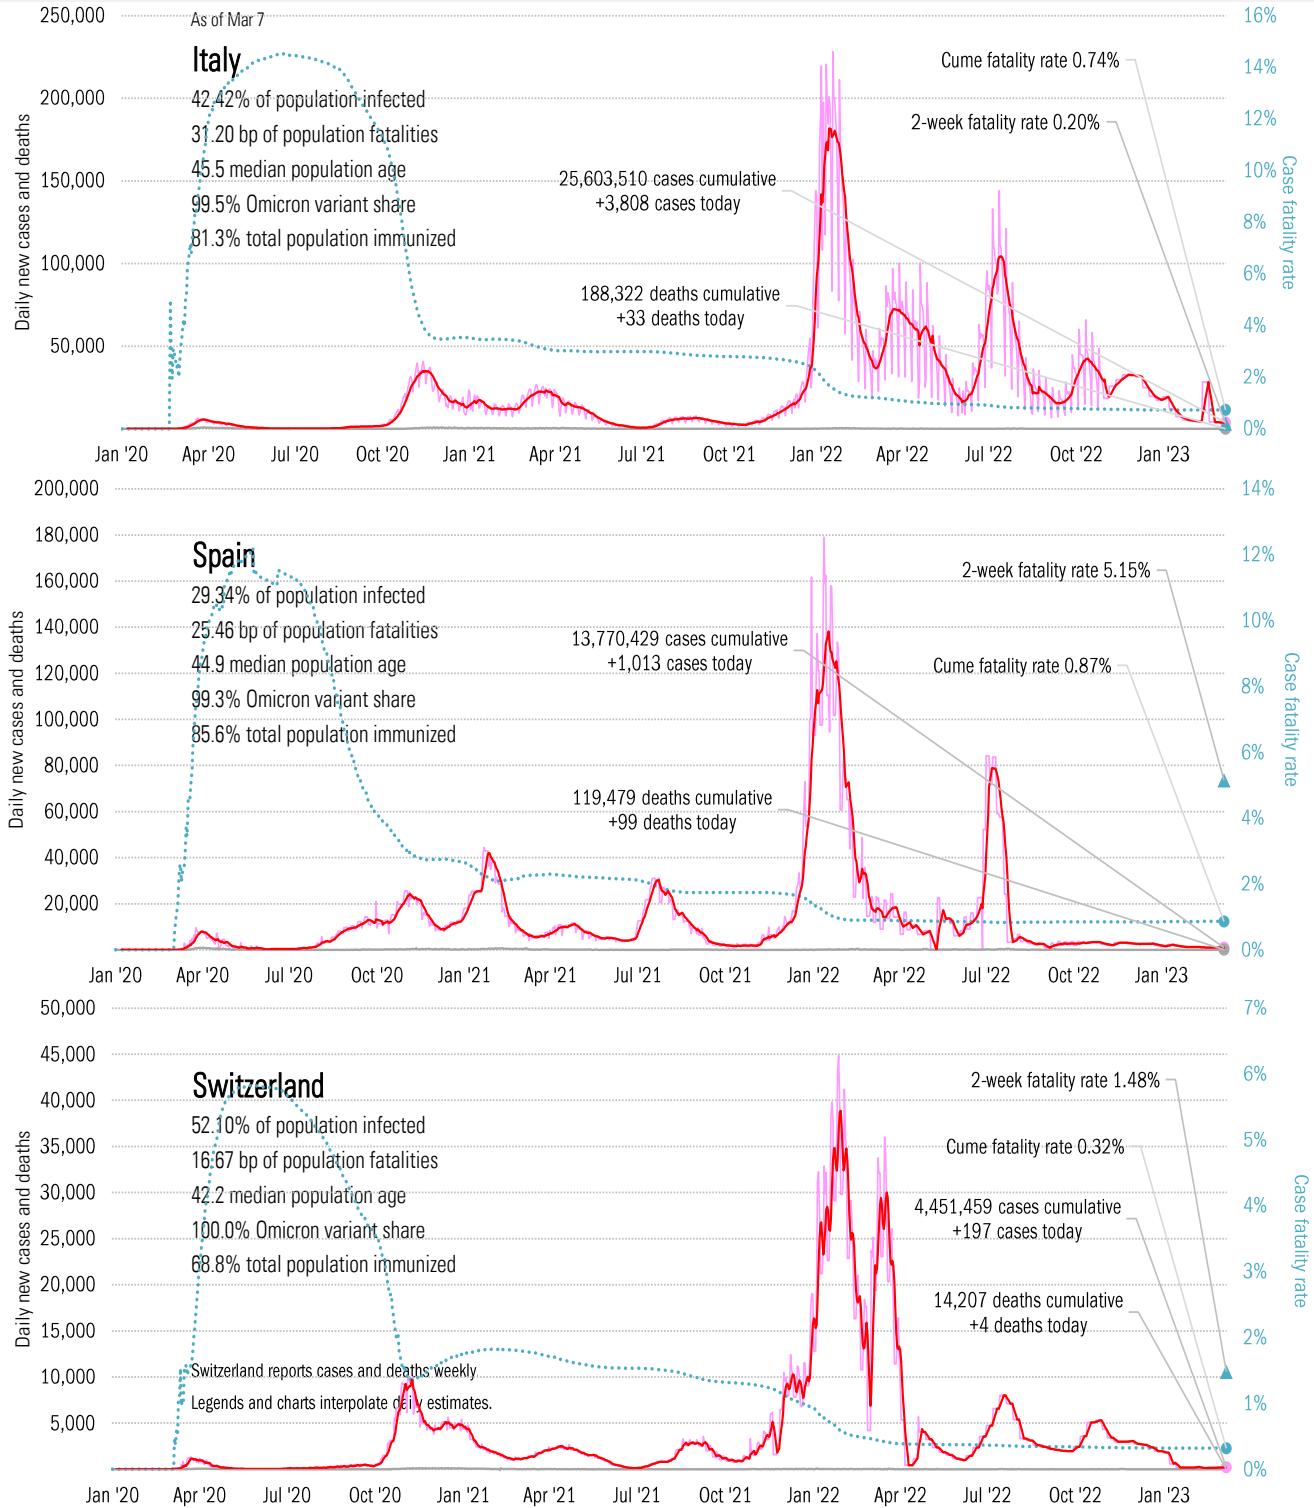 As of Mar 7
250,000
16%
Italy
Cume fatality rate 0.74%
14%
200,000
42.42% of population infected
2-week fatality rate 0.20%
12%
31.20 bp of population fatalities
150,000
45.5 median population age
25,603,510 cases cumulative
+3,808 cases today
10%
99.5% Omicron variant share
8%
81.3% total population immunized
100,000
6%
188,322 deaths cumulative
+33 deaths today
4%
50,000
2%
0%
Daily new cases and deaths
Case fatality rate
Jan '20 Apr '20 Jul '20 Oct '20 Jan '21 Apr '21 Jul '21 Oct '21 Jan '22 Apr '22 Jul '22 Oct '22 Jan '23
200,000
14%
180,000
Spain
12%
160,000
2-week fatality rate 5.15%
29.34% of population infected
140,000
25.46 bp of population fatalities
10%
13,770,429 cases cumulative
+1,013 cases today
120,000
44.9 median population age
Cume fatality rate 0.87%
8%
99.3% Omicron variant share
100,000
85.6% total population immunized
6%
80,000
119,479 deaths cumulative
+99 deaths today
60,000
4%
40,000
2%
20,000
0%
Daily new cases and deaths
Case fatality rate
Jan '20 Apr '20 Jul '20 Oct '20 Jan '21 Apr '21 Jul '21 Oct '21 Jan '22 Apr '22 Jul '22 Oct '22 Jan '23
50,000
7%
45,000
Switzerland
2-week fatality rate 1.48%
6%
40,000
52.10% of population infected
35,000
Cume fatality rate 0.32%
5%
16.67 bp of population fatalities
30,000
42.2 median population age
4,451,459 cases cumulative
+197 cases today
4%
25,000
100.0% Omicron variant share
68.8% total population immunized
3%
20,000
14,207 deaths cumulative
+4 deaths today
15,000
2%
Switzerland reports cases and deaths weekly
10,000
Legends and charts interpolate daily estimates.
1%
5,000
0%
Daily new cases and deaths
Case fatality rate
Jan '20 Apr '20 Jul '20 Oct '20 Jan '21 Apr '21 Jul '21 Oct '21 Jan '22 Apr '22 Jul '22 Oct '22 Jan '23